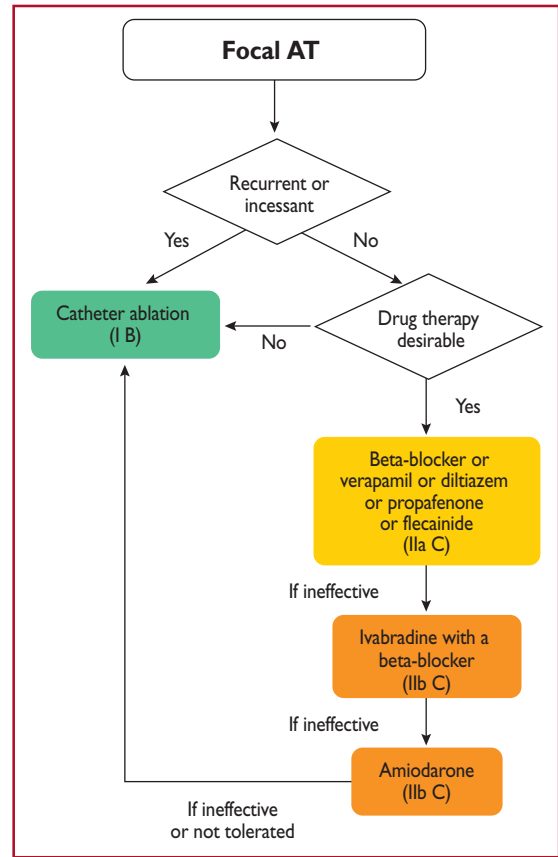 Focal AT
Recurrent or
incessant
Yes
No
Catheter ablation
(I B)
No
Drug therapy
desirable
Yes
Beta-blocker or
verapamil or diltiazem
or propafenone
or flecainide
(IIa C)
If ineffective
Ivabradine with a
beta-blocker
(IIb C)
If ineffective
Amiodarone
(IIb C)
If ineffective
or not tolerated